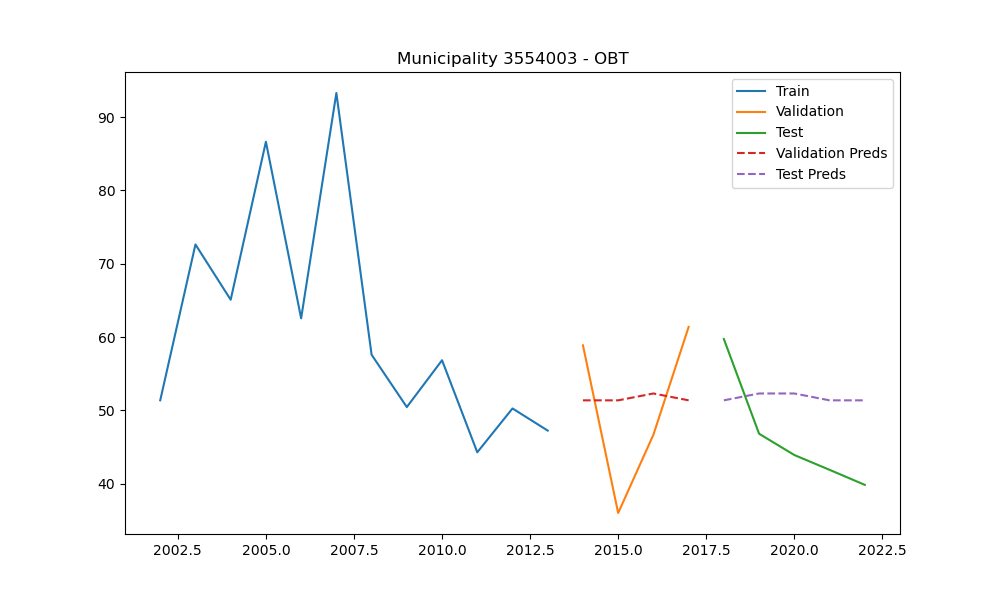 Municipality 3554003 - OBT
Train
Validation
Test
Validation Preds
Test Preds
90
80
70
60
50
40
2002.5 2005.0 2007.5 2010.0 2012.5 2015.0 2017.5 2020.0 2022.5